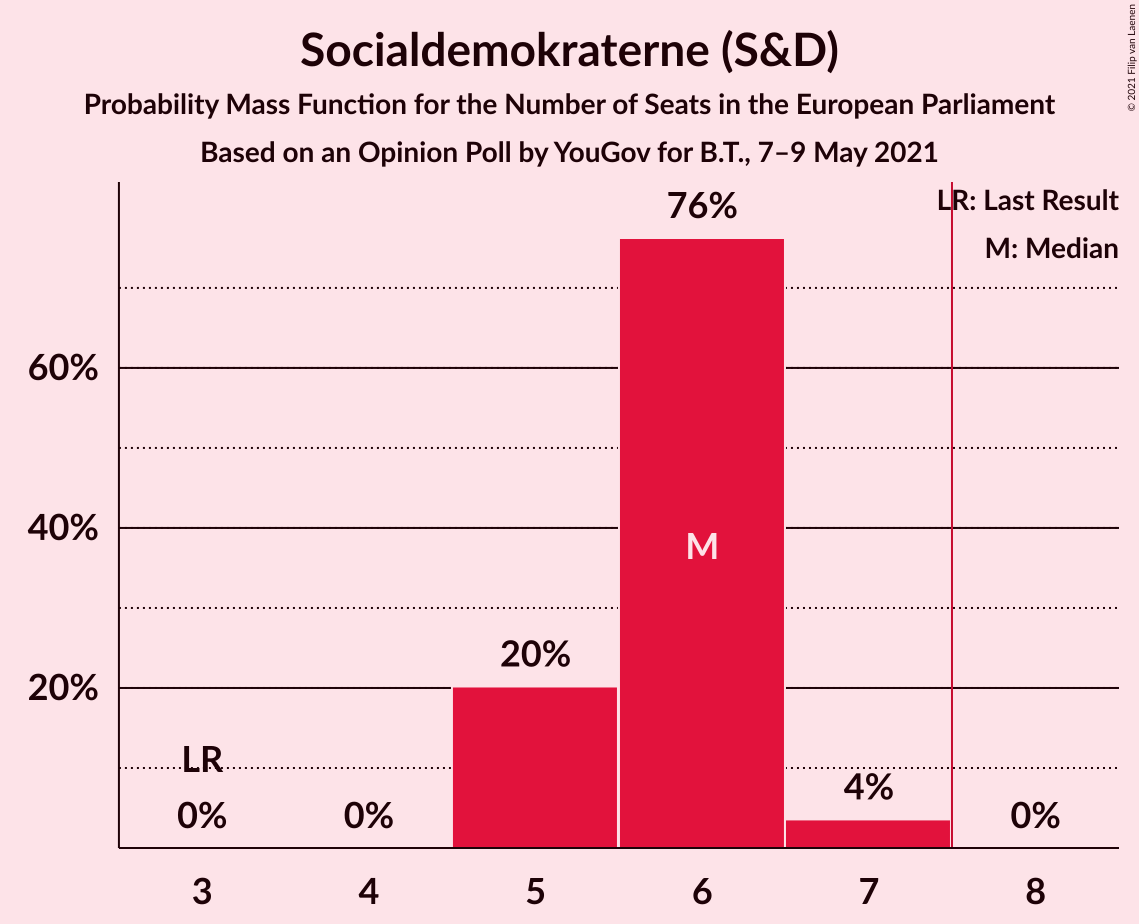 Socialdemokraterne (S&D)
Probability Mass Function for the Number of Seats in the European Parliament
Based on an Opinion Poll by YouGov for B.T., 7–9 May 2021
© 2021 Filip van Laenen
LR: Last Result
M: Median
76%
60%
40%
M
20%
20%
LR
0%
0%
4%
0%
3
4
5
6
7
8